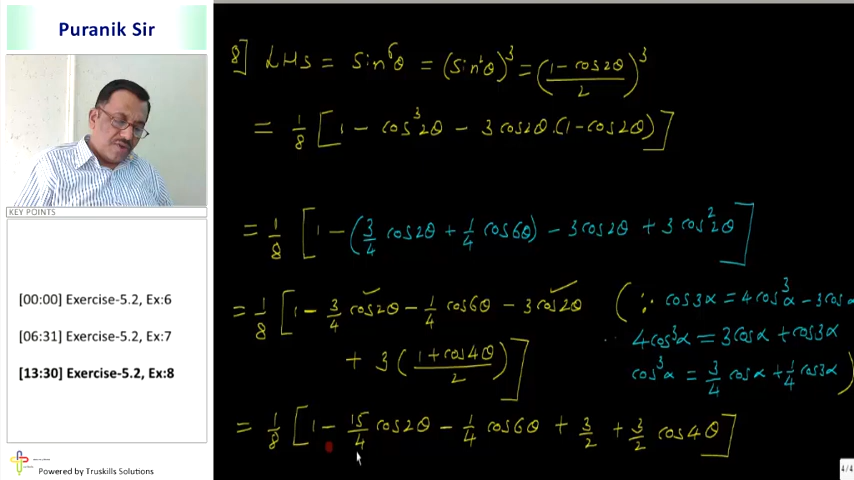 Puranik Sir
KEY POINTS
[00:00] Exercise-5.2, Ex:6
[06:31] Exercise-5.2, Ex:7
[13:30] Exercise-5.2, Ex:8
Powered by Truskills Solutions
8] LHS = Sin⁶θ = (Sin²θ)³ = ((1 - cos2θ)/2)³
= 1/8 [1 - cos³2θ - 3cos2θ.(1 - cos2θ)]
= 1/8 [1 - (3/4 cos2θ + 1/4 cos6θ) - 3cos2θ + 3cos²2θ]
= 1/8 [1 - 3/4 cos2θ - 1/4 cos6θ - 3cos2θ
+ 3((1 + cos4θ)/2)]
(∵ cos3α = 4cos³α - 3cosα
4cos³α = 3cosα + cos3α
cos³α = 3/4 cosα + 1/4 cos3α)
= 1/8 [1 - 15/4 cos2θ - 1/4 cos6θ + 3/2 + 3/2 cos4θ]
4/4